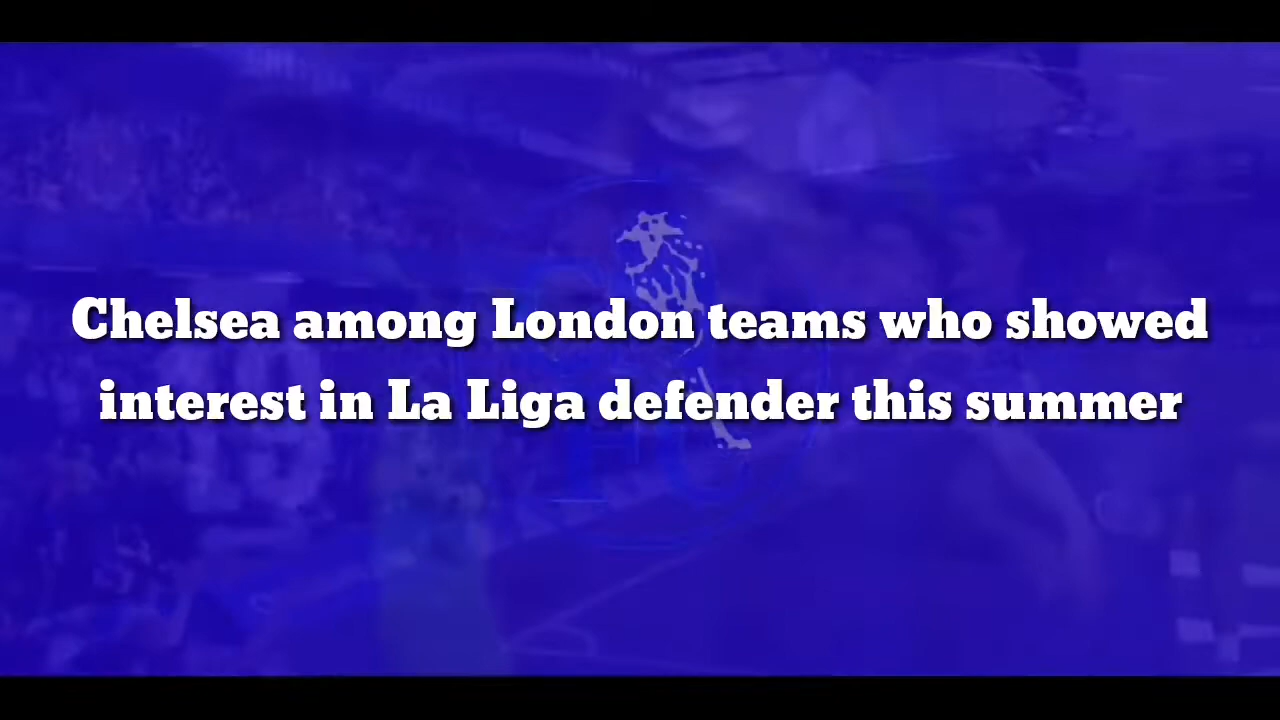 Chelsea among London teams who showed
interest in La Liga defender this summer